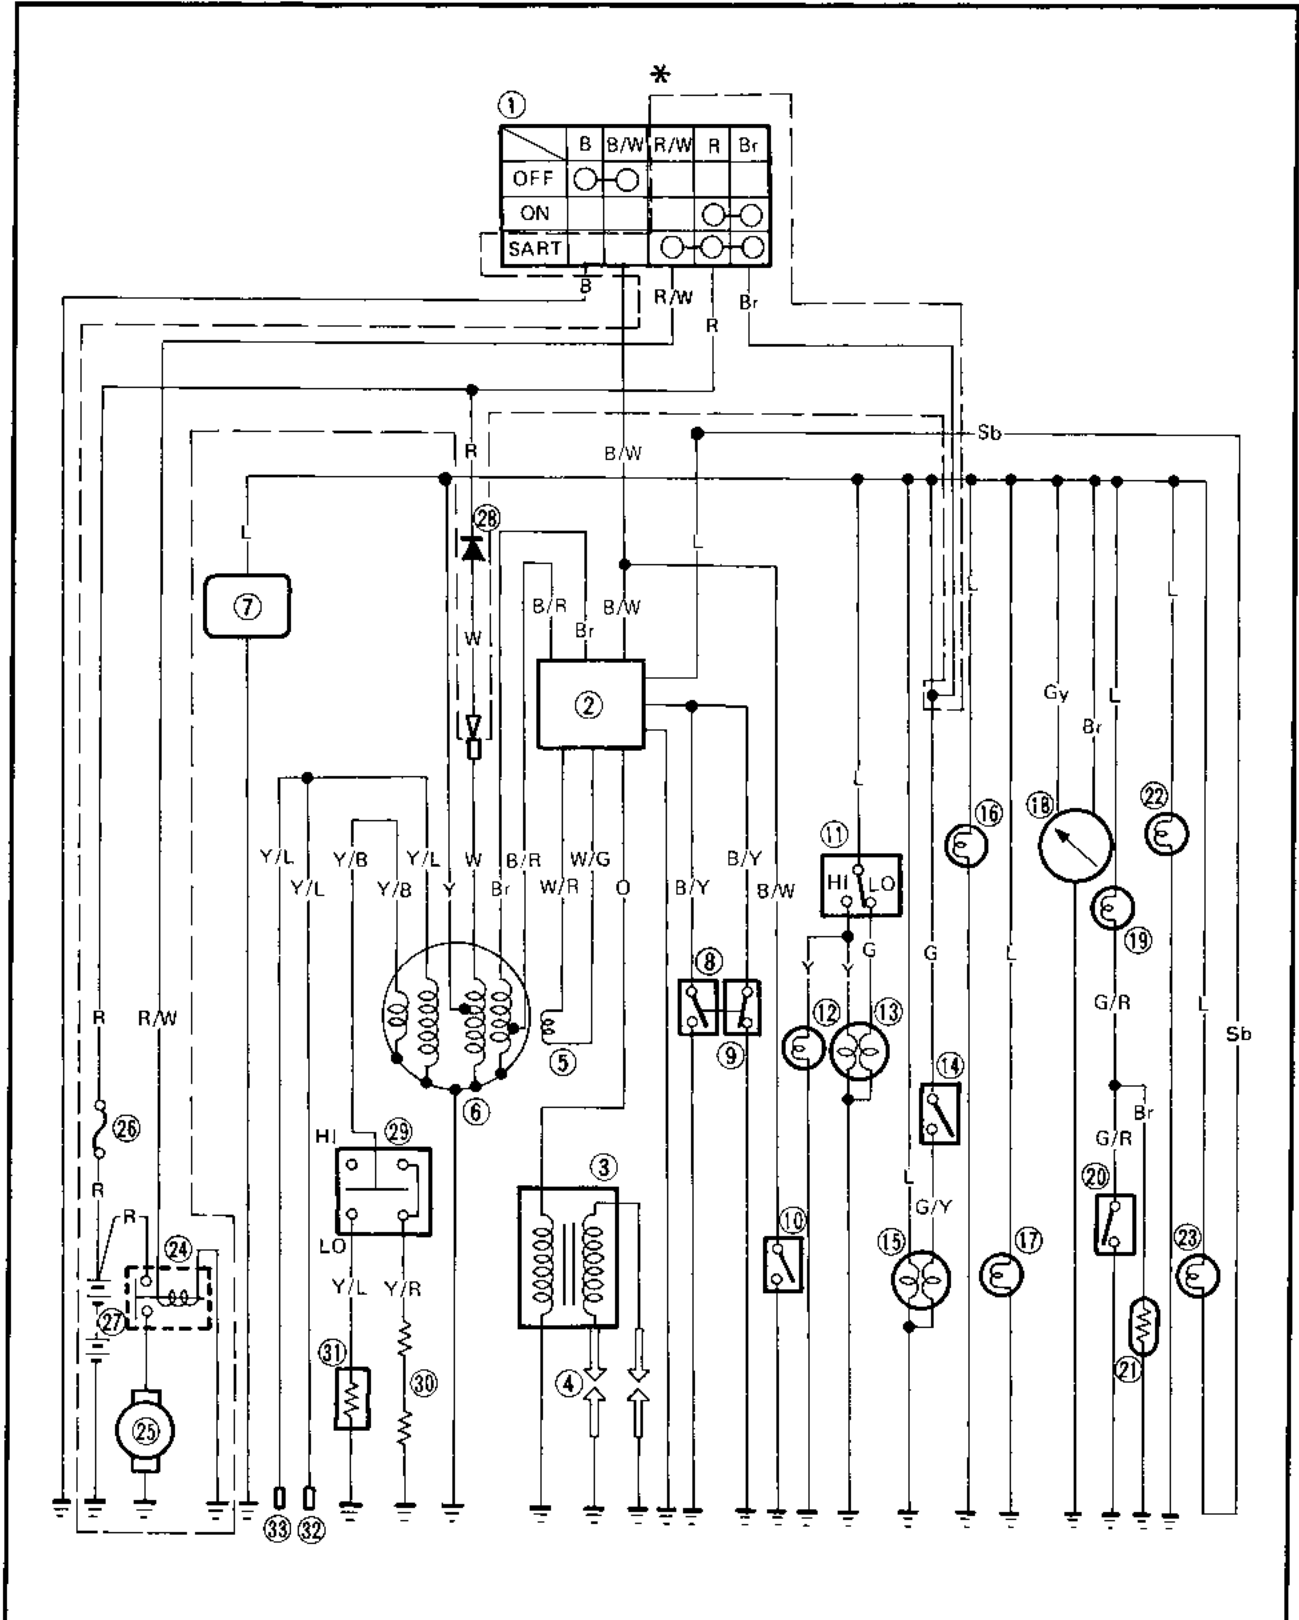 *
①
B B/W R/W R Br
OFF
ON
SART
B R/W Br
R
Sb
R B/W
㉘
L L L L
⑦ B/R B/W
Br
W
② Gy L
Br
L
⑯ ⑱ ㉒
⑪
Y/L Y/B Y/L W B/R W/G B/Y HI LO
Y/L Y/B Y Br W/R O B/Y B/W
⑲
Y Y G G L
⑧
R R/W G/R L
⑫ ⑬ Sb
⑤ ⑨ ⑭
⑥
㉖ HI ㉙ Br
G/R
③ L ⑳
R
R LO G/Y
㉔ ⑩ ⑮ ⑰ ㉓
Y/L Y/R
㉗
㉛ ④ ㉚ ㉑
㉕
㉝ ㉜